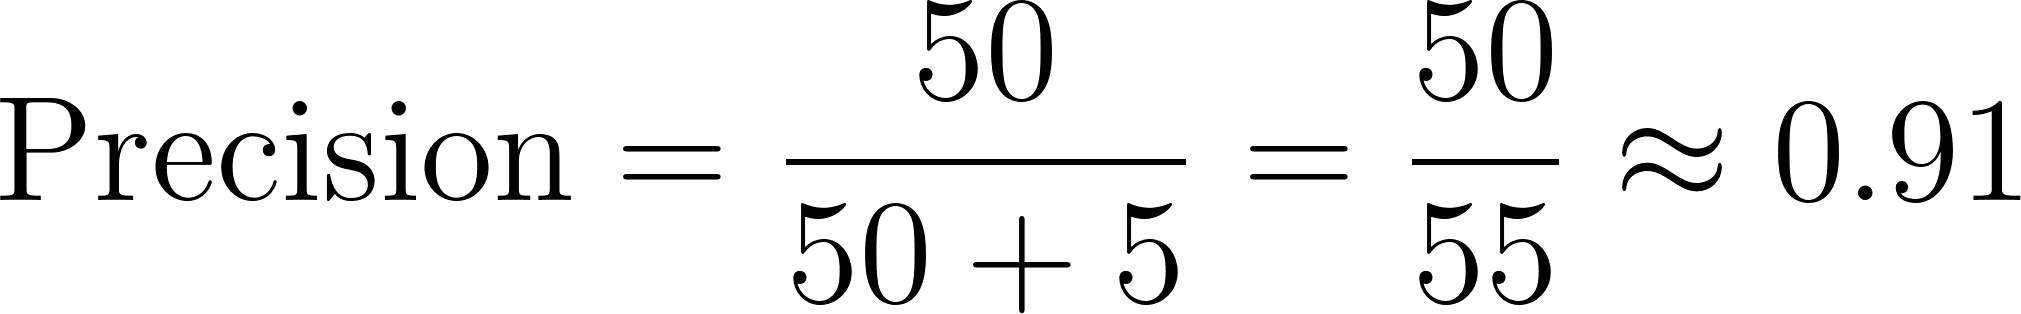 Precision = 50 / (50 + 5) = 50 / 55 ≈ 0.91